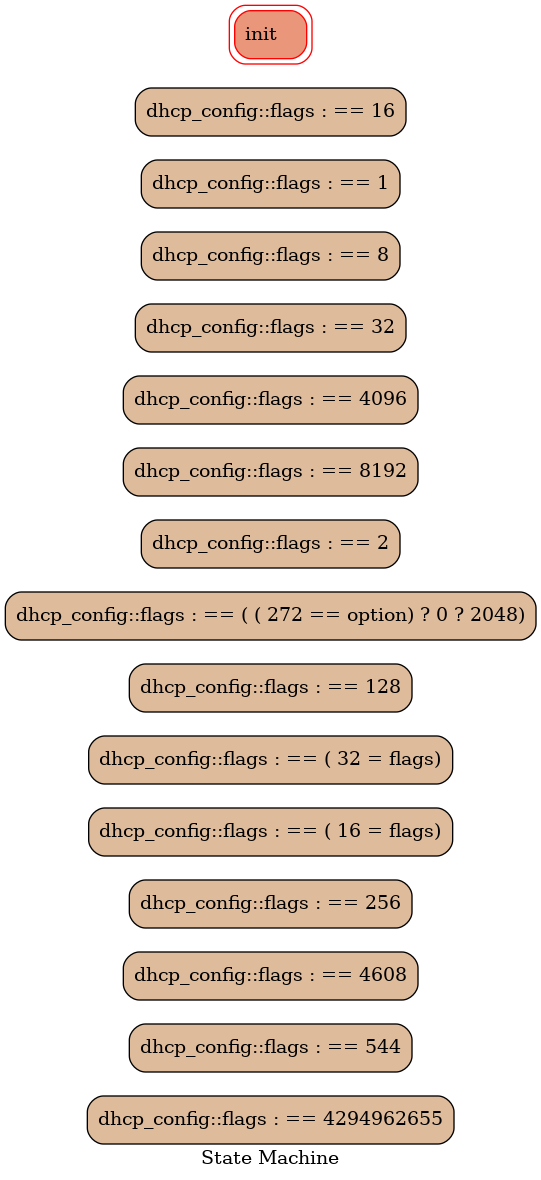 init
dhcp_config::flags : == 16
dhcp_config::flags : == 1
dhcp_config::flags : == 8
dhcp_config::flags : == 32
dhcp_config::flags : == 4096
dhcp_config::flags : == 8192
dhcp_config::flags : == 2
dhcp_config::flags : == ( ( 272 == option) ? 0 ? 2048)
dhcp_config::flags : == 128
dhcp_config::flags : == ( 32 = flags)
dhcp_config::flags : == ( 16 = flags)
dhcp_config::flags : == 256
dhcp_config::flags : == 4608
dhcp_config::flags : == 544
dhcp_config::flags : == 4294962655
State Machine